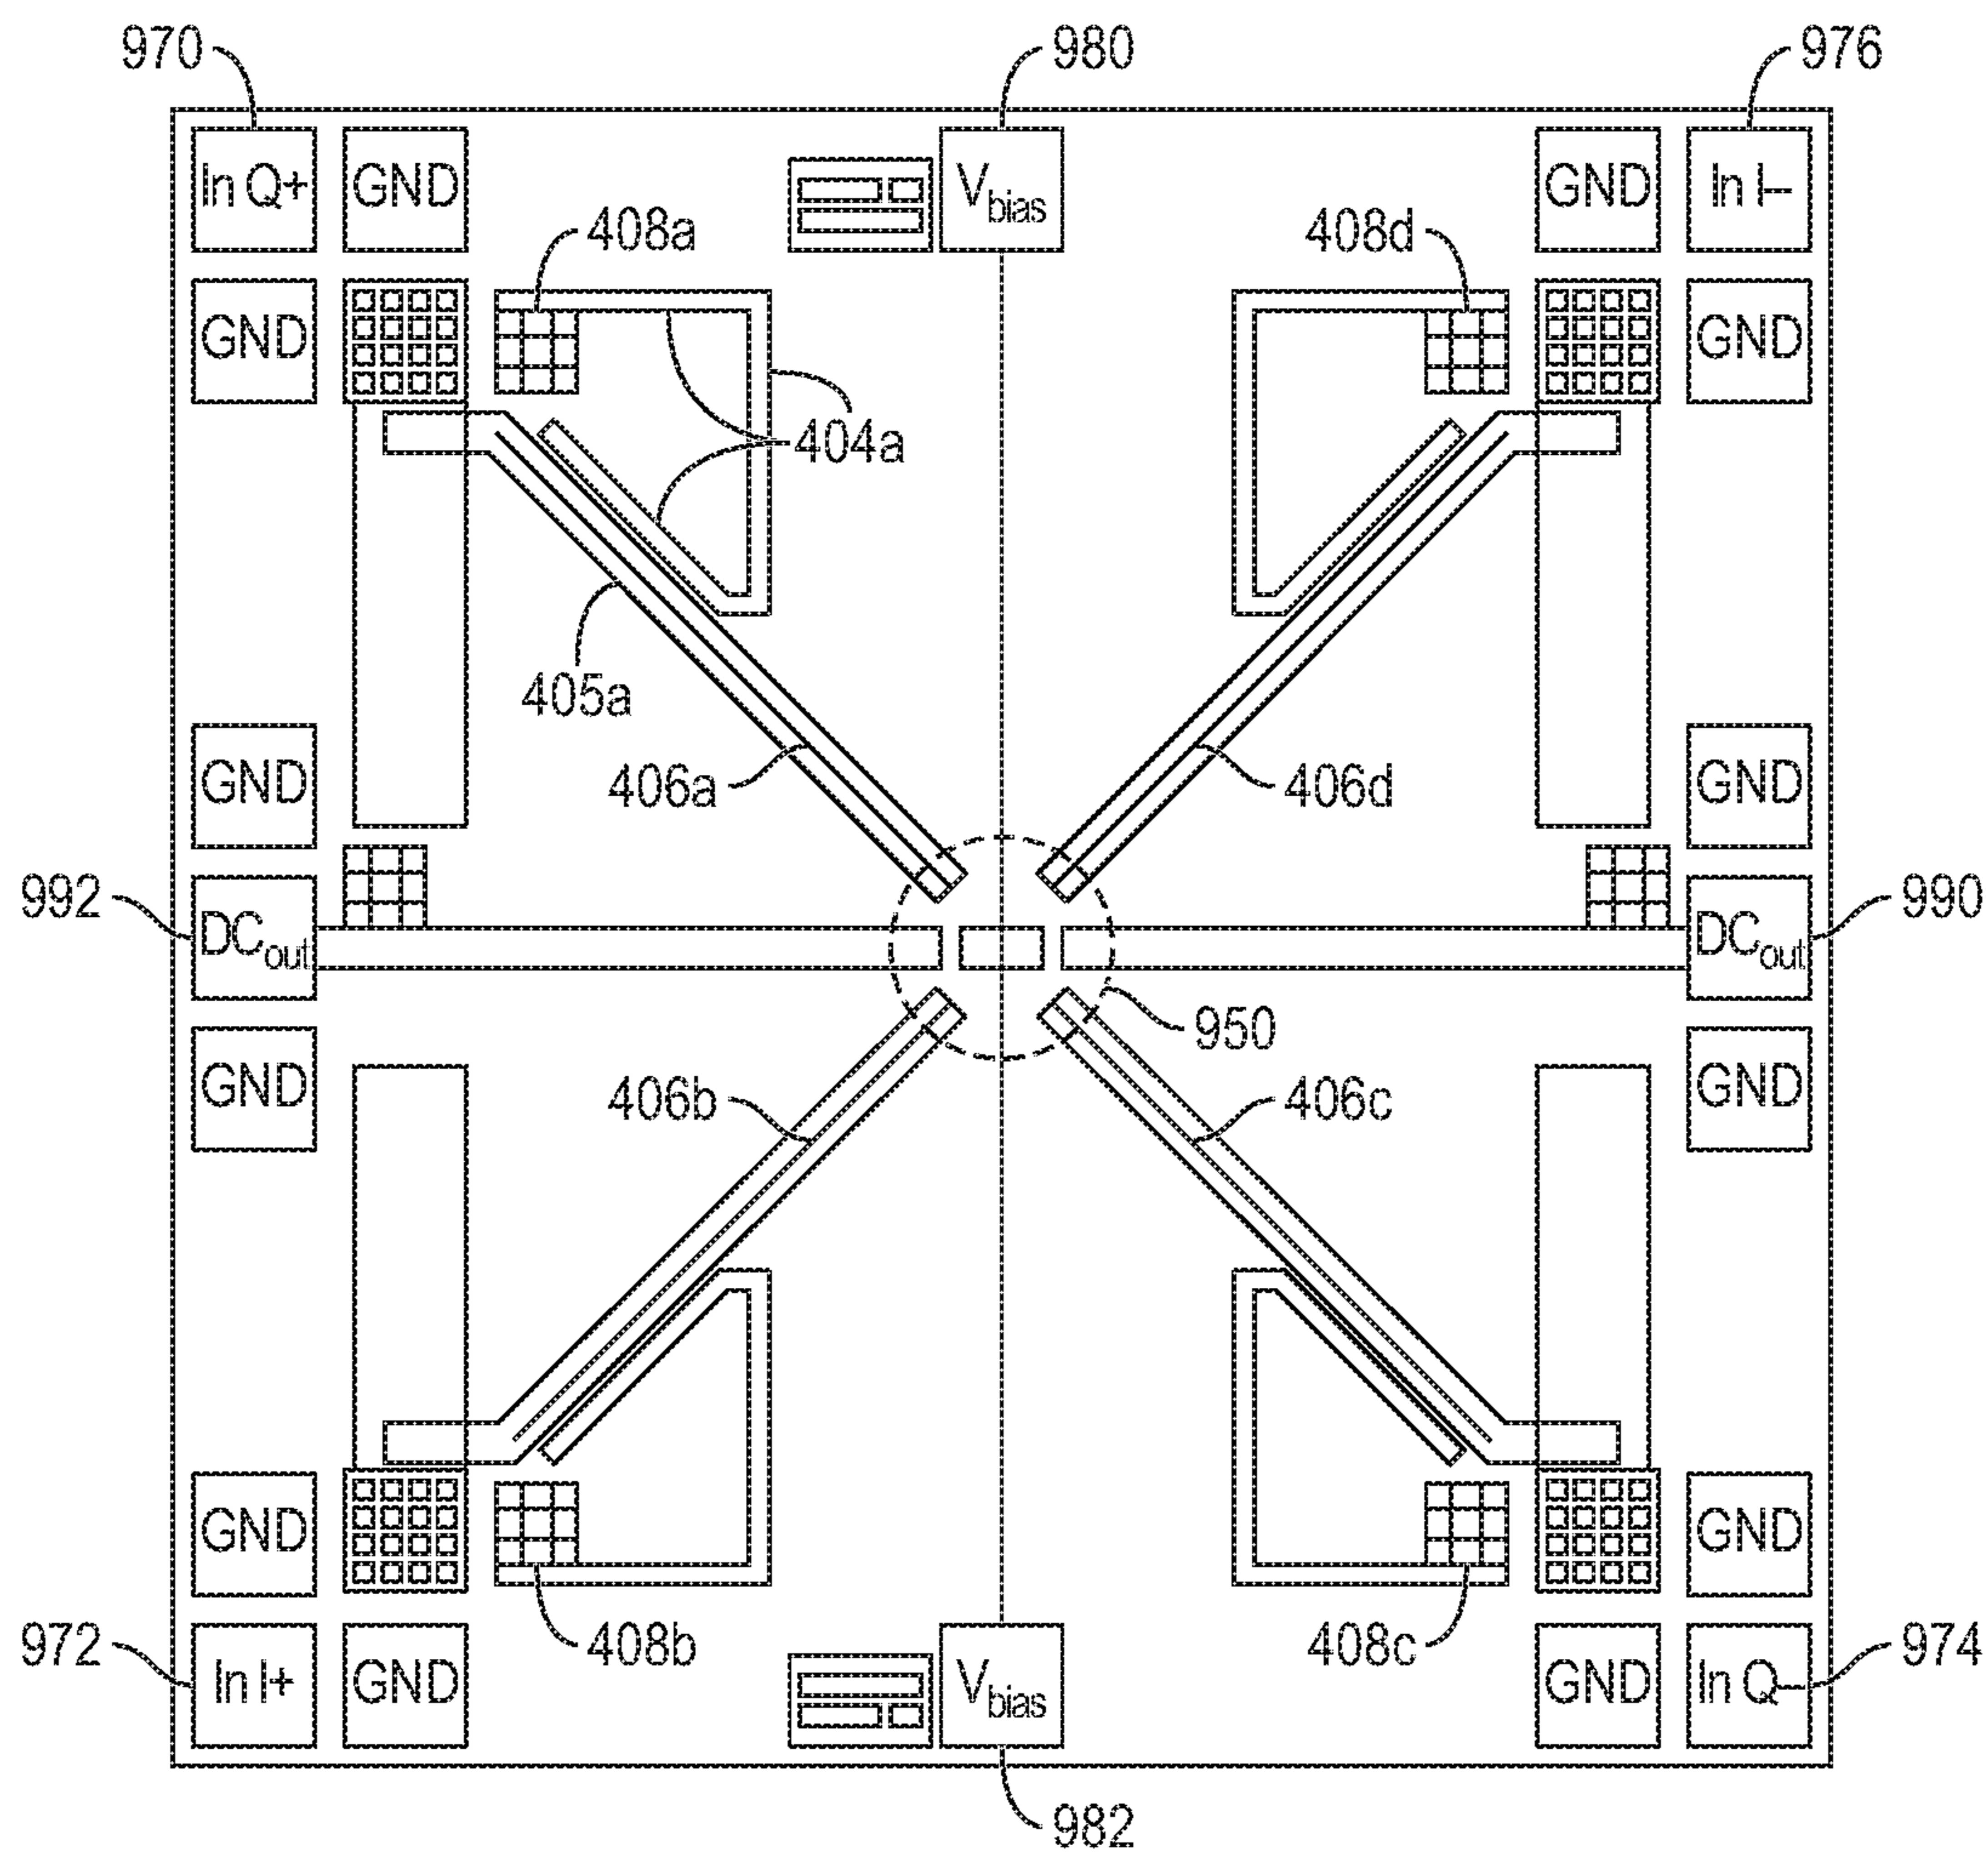 970 980 976
In Q+ GND Vbias GND In I–
408a 408d
GND GND
404a
405a
406a 406d
GND GND
992 DCout DCout 990
950
GND GND
406b 406c
GND GND
408b 408c
972 974
In I+ GND Vbias GND In Q–
982